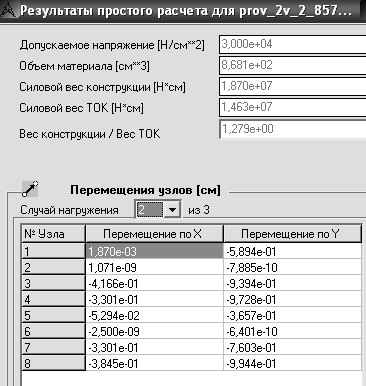 Результаты простого расчета для prov_2v_2_857...
Допускаемое напряжение [Н/см**2] 3,000e+04
Объем материала [см**3] 8,681e+02
Силовой вес конструкции [Н*см] 1,870e+07
Силовой вес ТОК [Н*см] 1,463e+07
Вес конструкции / Вес ТОК 1,279e+00
Перемещения узлов [см]
Случай нагружения 2 из 3
№ Узла Перемещение по X Перемещение по Y
1 1,870e-03 -5,894e-01
2 1,071e-09 -7,885e-10
3 -4,166e-01 -9,394e-01
4 -3,301e-01 -9,728e-01
5 -5,294e-02 -3,657e-01
6 -2,500e-09 -6,401e-10
7 -3,301e-01 -7,603e-01
8 -3,845e-01 -9,944e-01